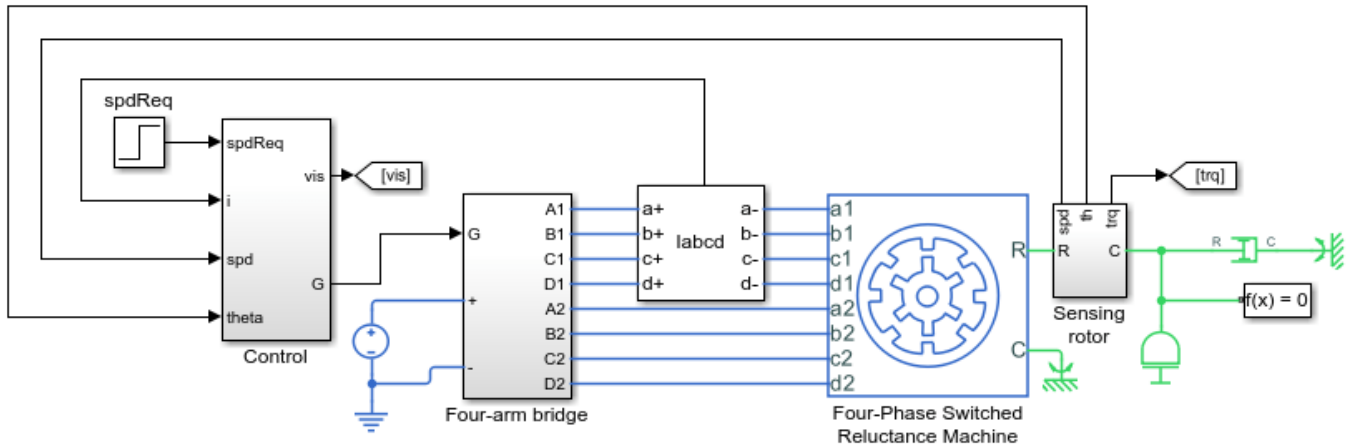 spdReq
spdReq
i
spd
theta
vis
G
Control
[vis]
G
+
-
A1
B1
C1
D1
A2
B2
C2
D2
Four-arm bridge
a+
b+
c+
d+
Iabcd
a-
b-
c-
d-
a1
b1
c1
d1
a2
b2
c2
d2
R
C
Four-Phase Switched
Reluctance Machine
spd
th
trq
R
C
Sensing
rotor
[trq]
R
C
f(x) = 0